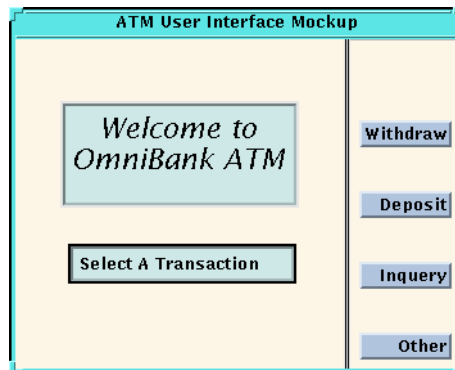 ATM User Interface Mockup
Welcome to
OmniBank ATM
Select A Transaction
Withdraw
Deposit
Inquery
Other